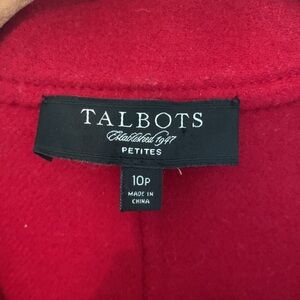 TALBOTS
Established 1947
PETITES
10P
MADE IN
CHINA